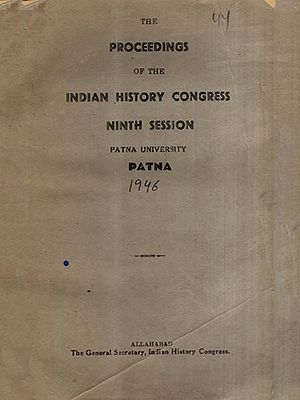 THE
PROCEEDINGS
OF THE
INDIAN HISTORY CONGRESS
NINTH SESSION
PATNA UNIVERSITY
PATNA
1946
ALLAHABAD
The General Secretary, Indian History Congress.